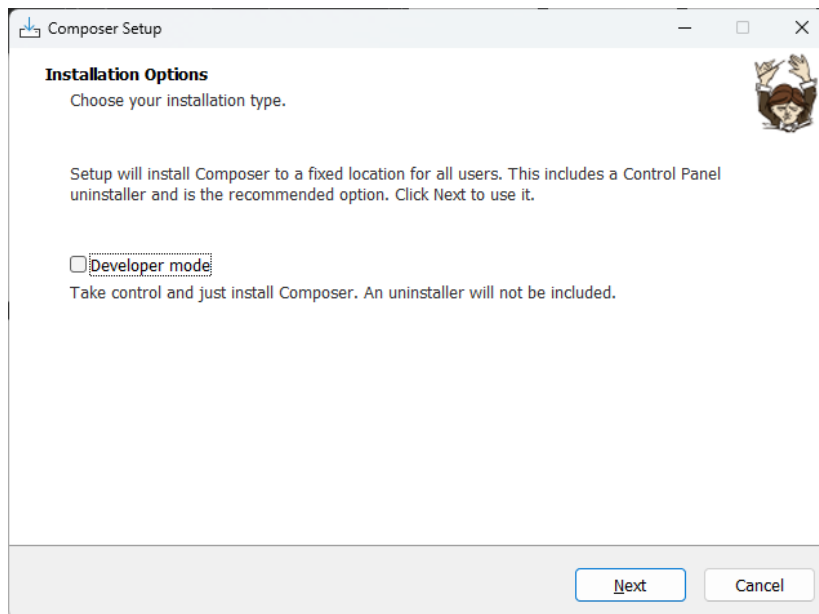 Composer Setup
Installation Options
Choose your installation type.
Setup will install Composer to a fixed location for all users. This includes a Control Panel
uninstaller and is the recommended option. Click Next to use it.
Developer mode
Take control and just install Composer. An uninstaller will not be included.
Next
Cancel